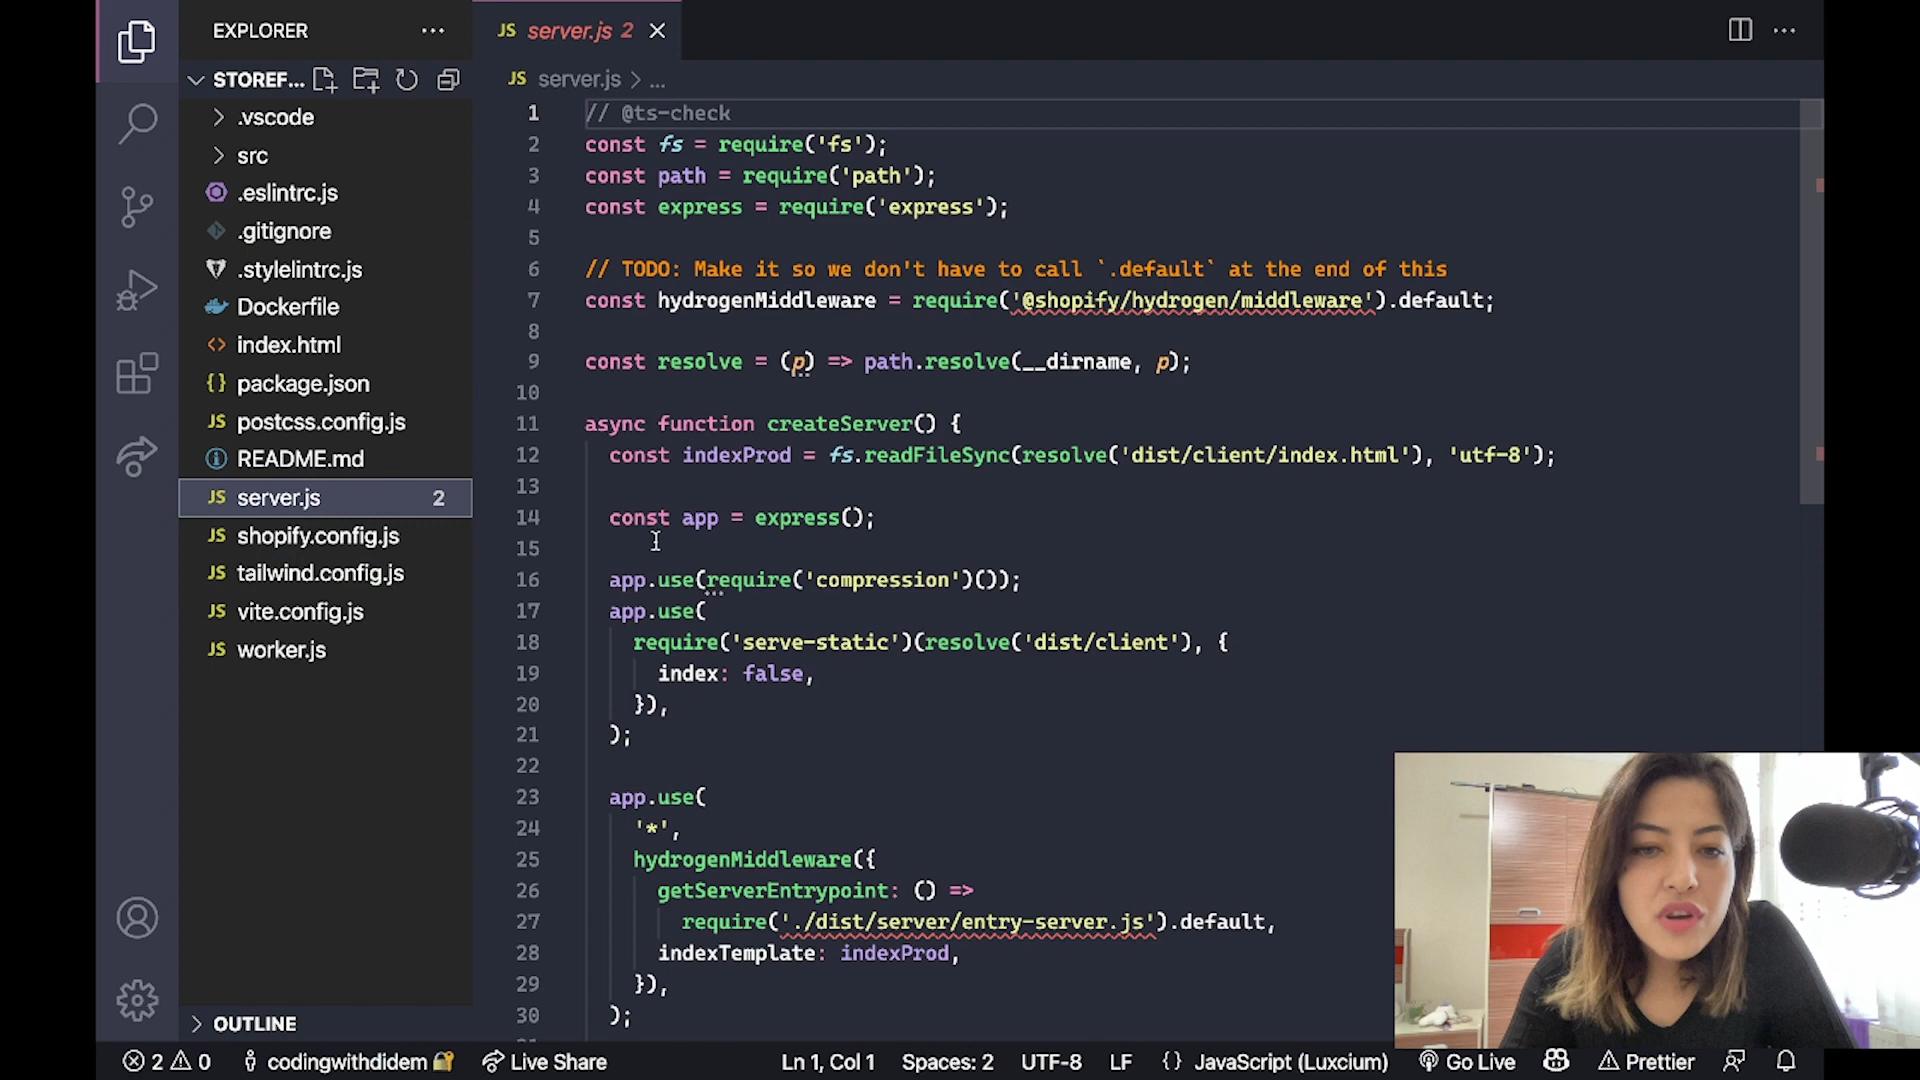 EXPLORER
STOREF...
.vscode
src
.eslintrc.js
.gitignore
.stylelintrc.js
Dockerfile
index.html
package.json
postcss.config.js
README.md
server.js 2
shopify.config.js
tailwind.config.js
vite.config.js
worker.js
OUTLINE
JS server.js 2
JS server.js > ...
1 // @ts-check
2 const fs = require('fs');
3 const path = require('path');
4 const express = require('express');
5
6 // TODO: Make it so we don't have to call `.default` at the end of this
7 const hydrogenMiddleware = require('@shopify/hydrogen/middleware').default;
8
9 const resolve = (p) => path.resolve(__dirname, p);
10
11 async function createServer() {
12 const indexProd = fs.readFileSync(resolve('dist/client/index.html'), 'utf-8');
13
14 const app = express();
15
16 app.use(require('compression')());
17 app.use(
18 require('serve-static')(resolve('dist/client'), {
19 index: false,
20 }),
21 );
22
23 app.use(
24 '*',
25 hydrogenMiddleware({
26 getServerEntrypoint: () =>
27 require('./dist/server/entry-server.js').default,
28 indexTemplate: indexProd,
29 }),
30 );
2 0 codingwithdidem Live Share Ln 1, Col 1 Spaces: 2 UTF-8 LF {} JavaScript (Luxcium) Go Live Prettier